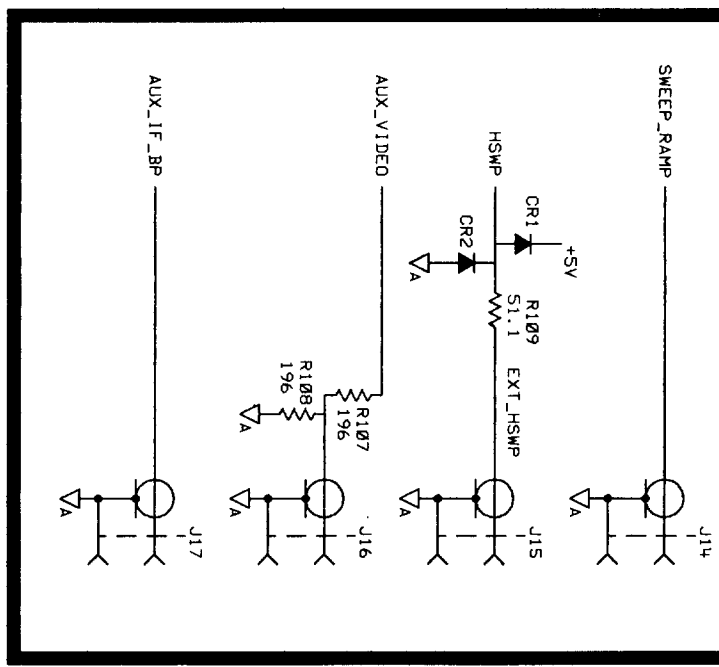 SWEEP_RAMP
J14
A
+5V
CR1
HSWP
R109
51.1
EXT_HSWP
J15
CR2
A
A
AUX_VIDEO
R107
196
J16
R108
196
A
A
AUX_IF_BP
J17
A